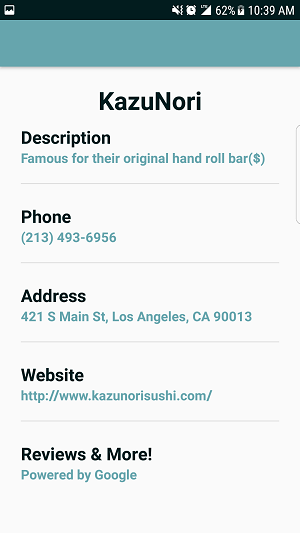 62% 10:39 AM
KazuNori
Description
Famous for their original hand roll bar($)
Phone
(213) 493-6956
Address
421 S Main St, Los Angeles, CA 90013
Website
http://www.kazunorisushi.com/
Reviews & More!
Powered by Google